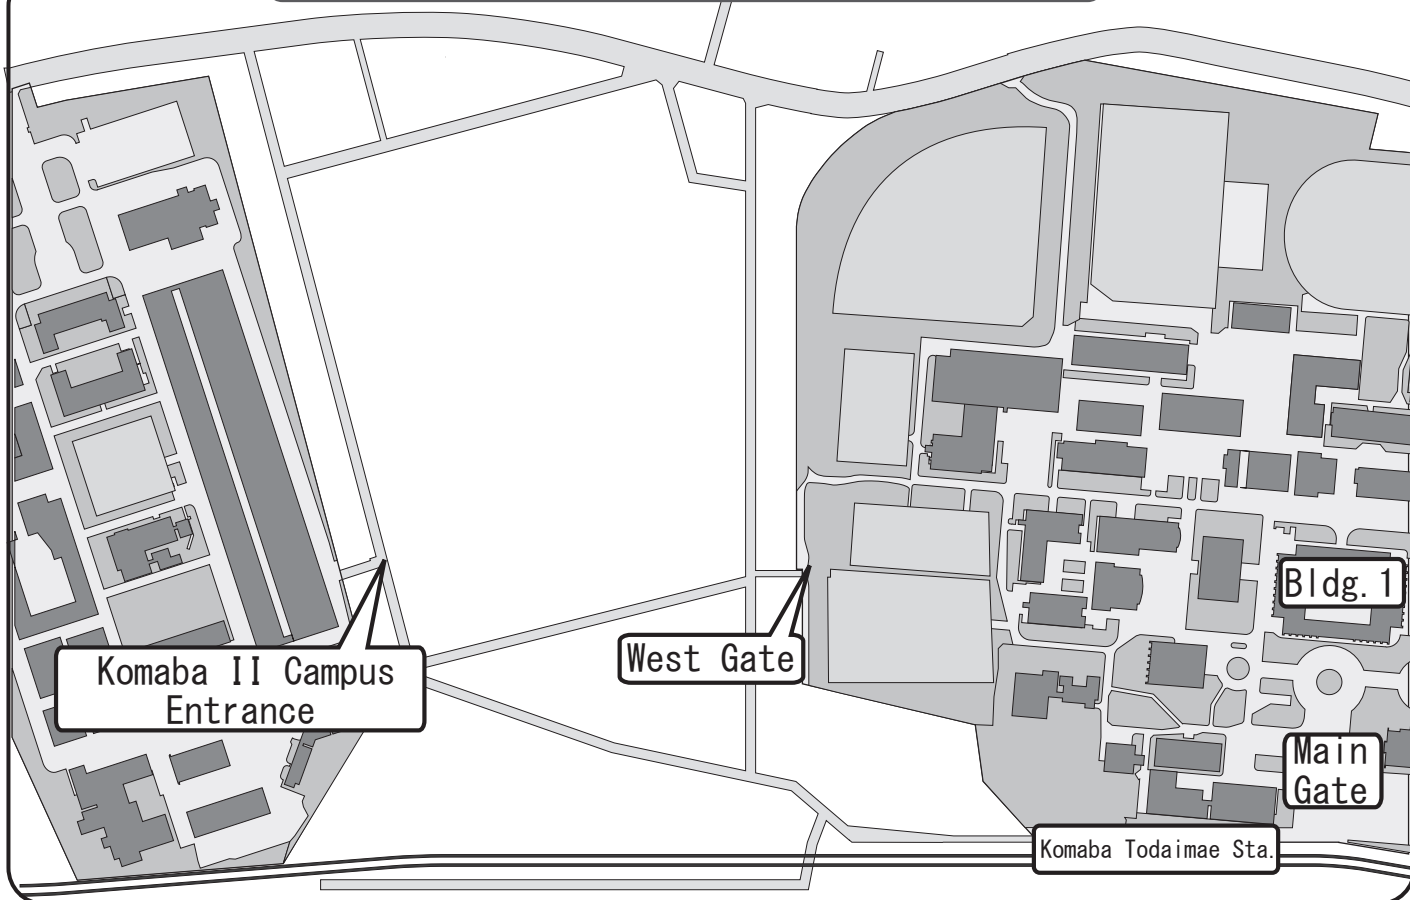 Bldg.1
Komaba II Campus
Entrance
West Gate
Main
Gate
Komaba Todaimae Sta.